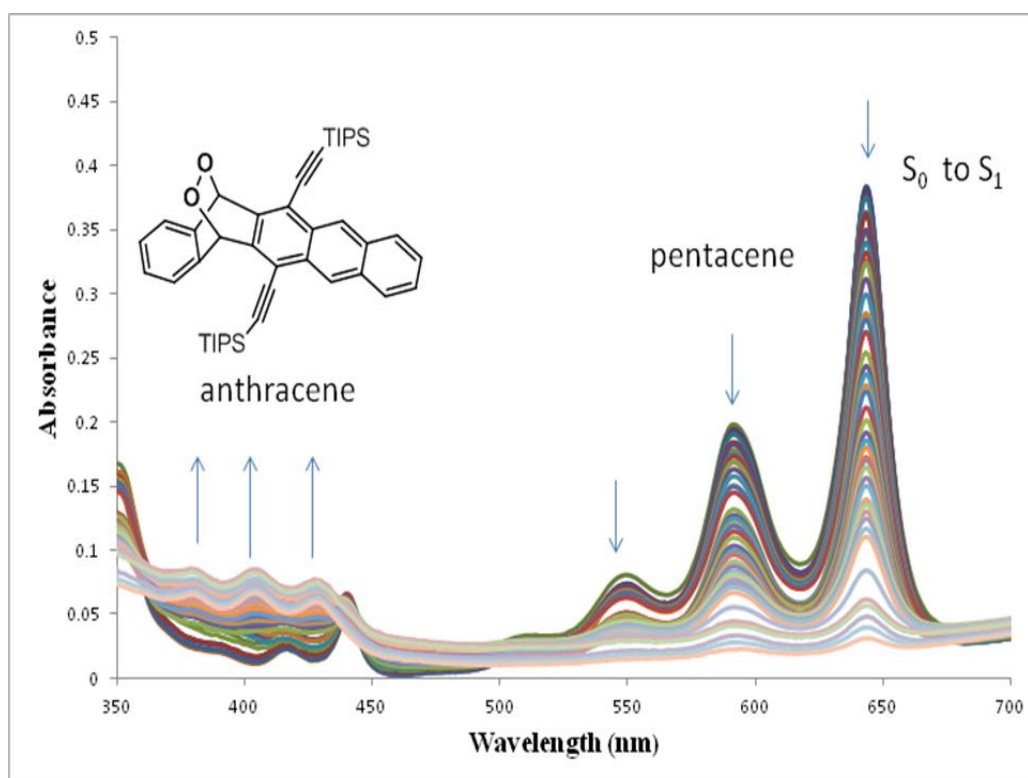 0.5
0.45
0.4
0.35
0.3
0.25
0.2
0.15
0.1
0.05
0
Absorbance
TIPS
O
O
TIPS
anthracene
pentacene
S₀ to S₁
350
400
450
500
550
600
650
700
Wavelength (nm)